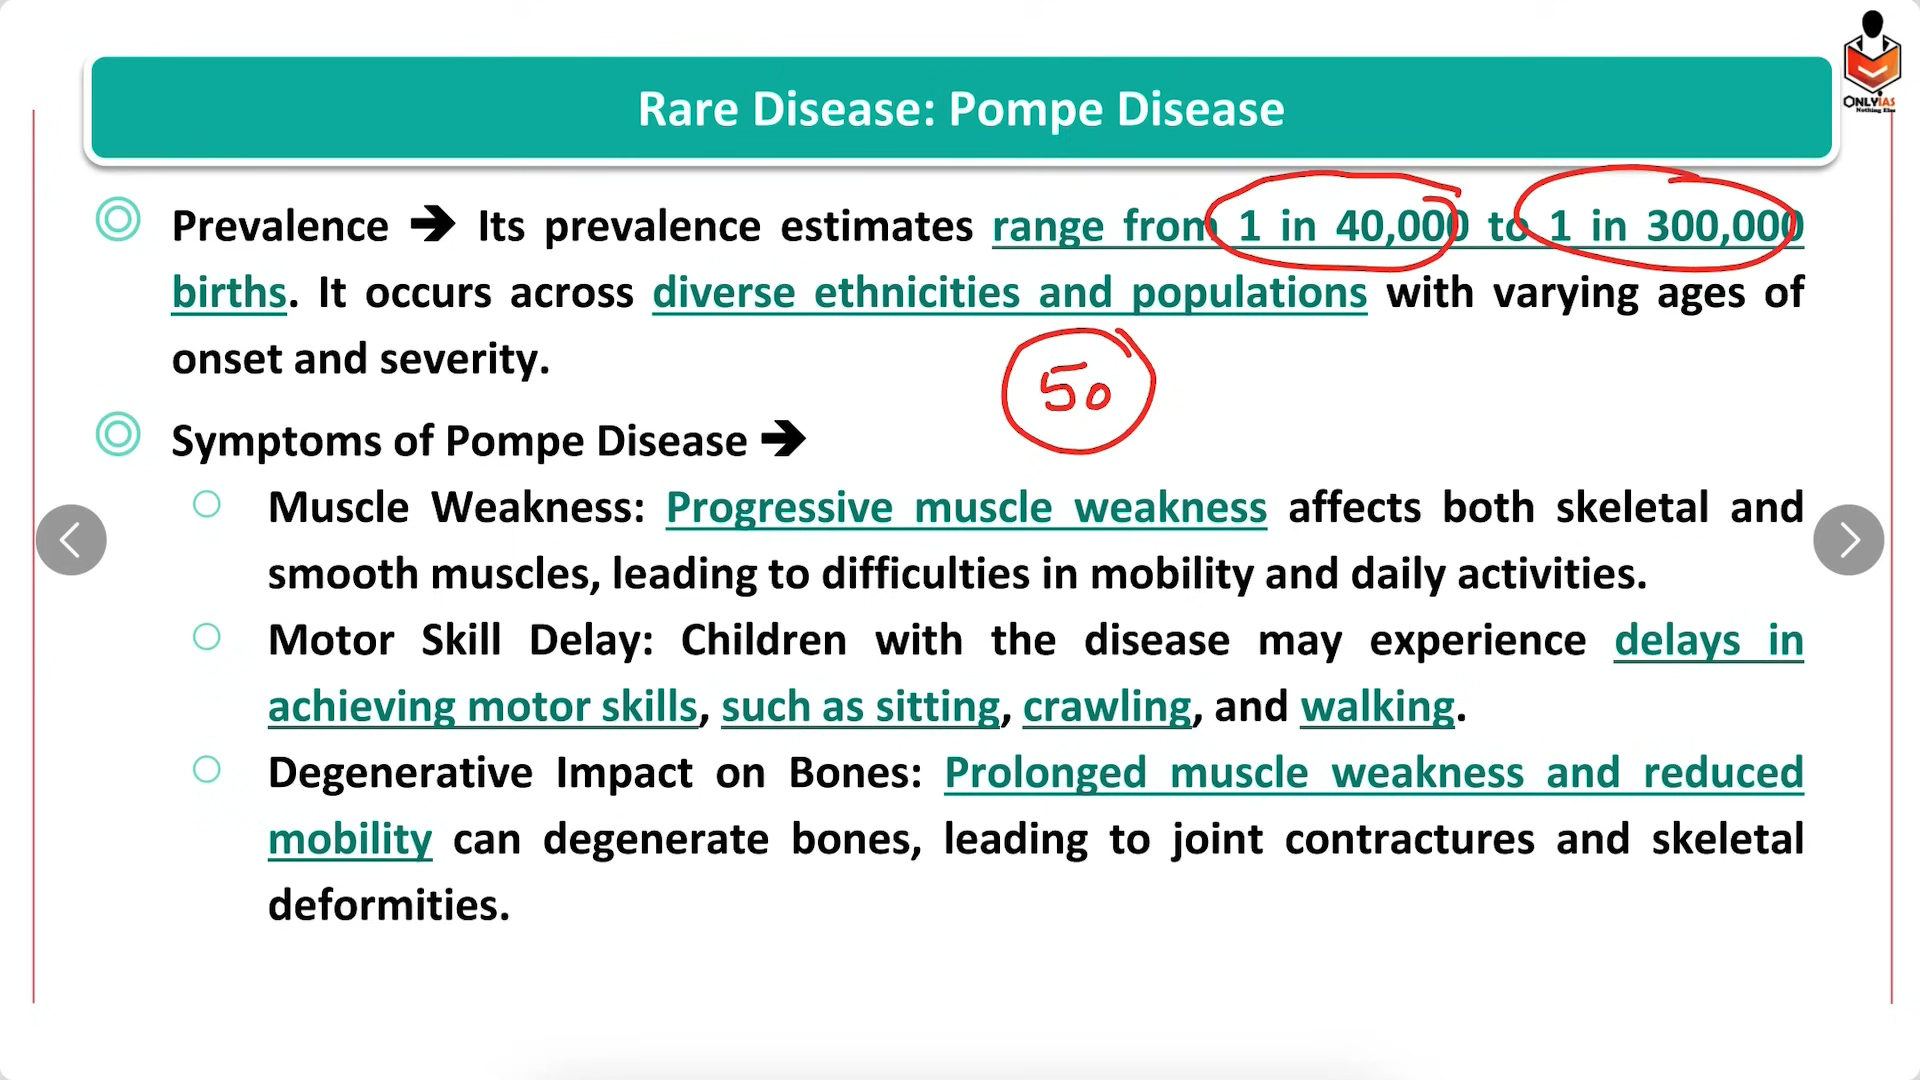 Rare Disease: Pompe Disease
ONLYIAS
Nothing Else
Prevalence ➔ Its prevalence estimates range from 1 in 40,000 to 1 in 300,000
births. It occurs across diverse ethnicities and populations with varying ages of
onset and severity.
50
Symptoms of Pompe Disease ➔
Muscle Weakness: Progressive muscle weakness affects both skeletal and
smooth muscles, leading to difficulties in mobility and daily activities.
Motor Skill Delay: Children with the disease may experience delays in
achieving motor skills, such as sitting, crawling, and walking.
Degenerative Impact on Bones: Prolonged muscle weakness and reduced
mobility can degenerate bones, leading to joint contractures and skeletal
deformities.